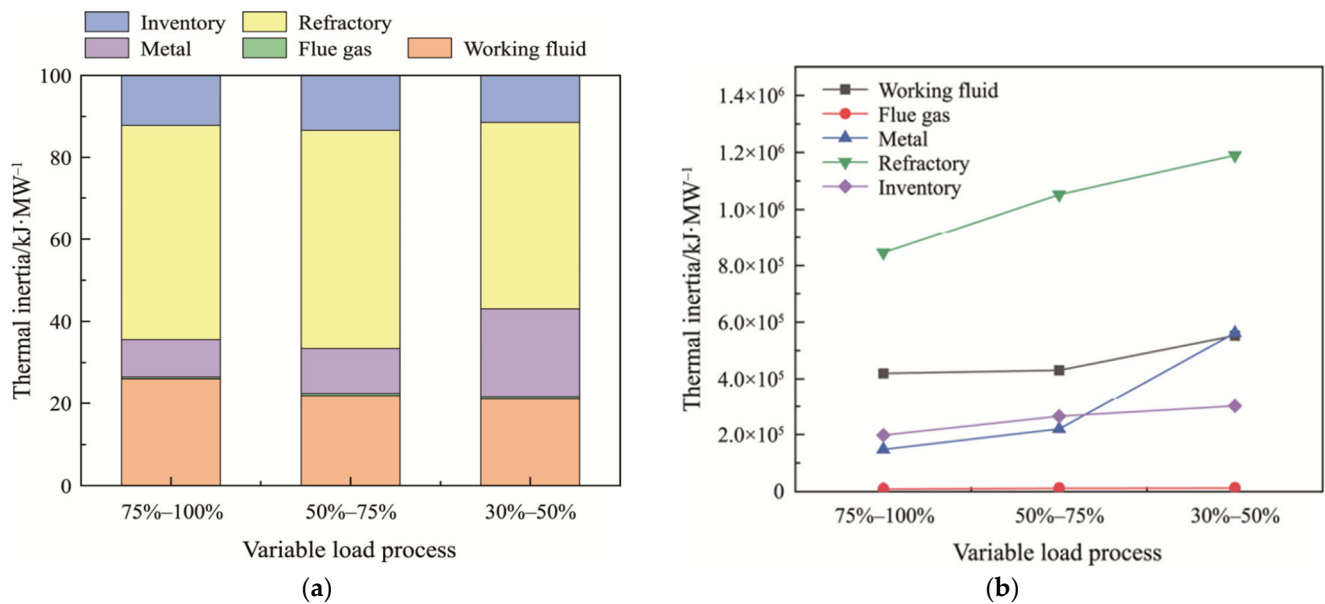 Inventory Refractory
Metal Flue gas Working fluid
Thermal inertia/kJ·MW⁻¹
100
80
60
40
20
0
75%–100% 50%–75% 30%–50%
Variable load process
(a)
Working fluid
Flue gas
Metal
Refractory
Inventory
Thermal inertia/kJ·MW⁻¹
1.4×10⁶
1.2×10⁶
1.0×10⁶
8.0×10⁵
6.0×10⁵
4.0×10⁵
2.0×10⁵
0
75%–100% 50%–75% 30%–50%
Variable load process
(b)